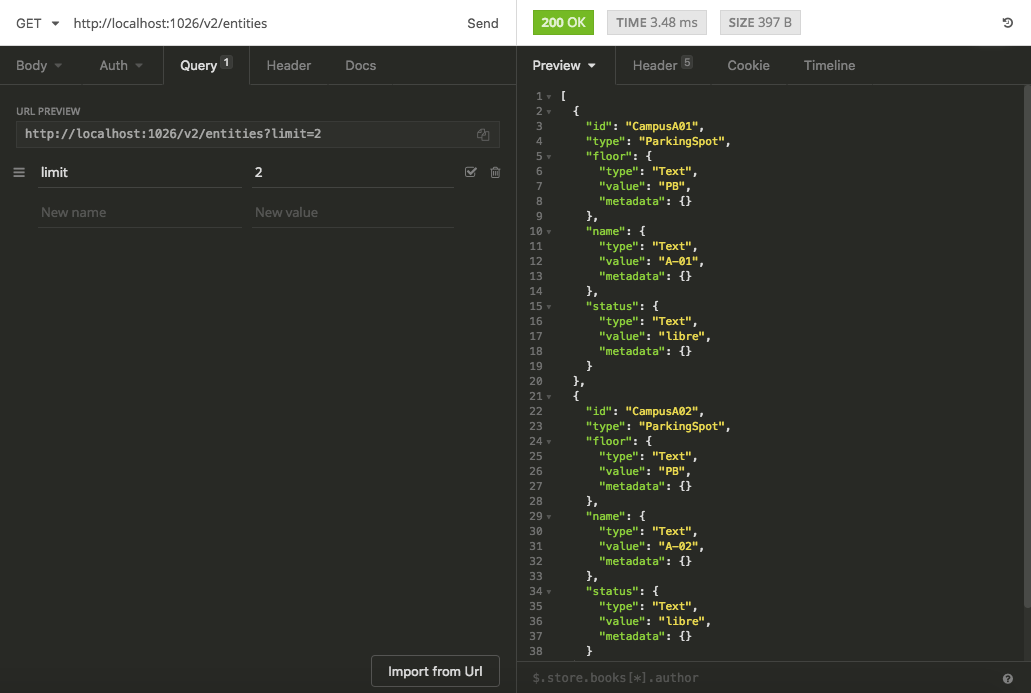 GET http://localhost:1026/v2/entities Send
200 OK TIME 3.48 ms SIZE 397 B
Body Auth Query 1 Header Docs
Preview Header 5 Cookie Timeline
URL PREVIEW
http://localhost:1026/v2/entities?limit=2
limit 2
New name New value
Import from Url
1 [
2 {
3 "id": "CampusA01",
4 "type": "ParkingSpot",
5 "floor": {
6 "type": "Text",
7 "value": "PB",
8 "metadata": {}
9 },
10 "name": {
11 "type": "Text",
12 "value": "A-01",
13 "metadata": {}
14 },
15 "status": {
16 "type": "Text",
17 "value": "libre",
18 "metadata": {}
19 }
20 },
21 {
22 "id": "CampusA02",
23 "type": "ParkingSpot",
24 "floor": {
25 "type": "Text",
26 "value": "PB",
27 "metadata": {}
28 },
29 "name": {
30 "type": "Text",
31 "value": "A-02",
32 "metadata": {}
33 },
34 "status": {
35 "type": "Text",
36 "value": "libre",
37 "metadata": {}
38 }
$.store.books[*].author